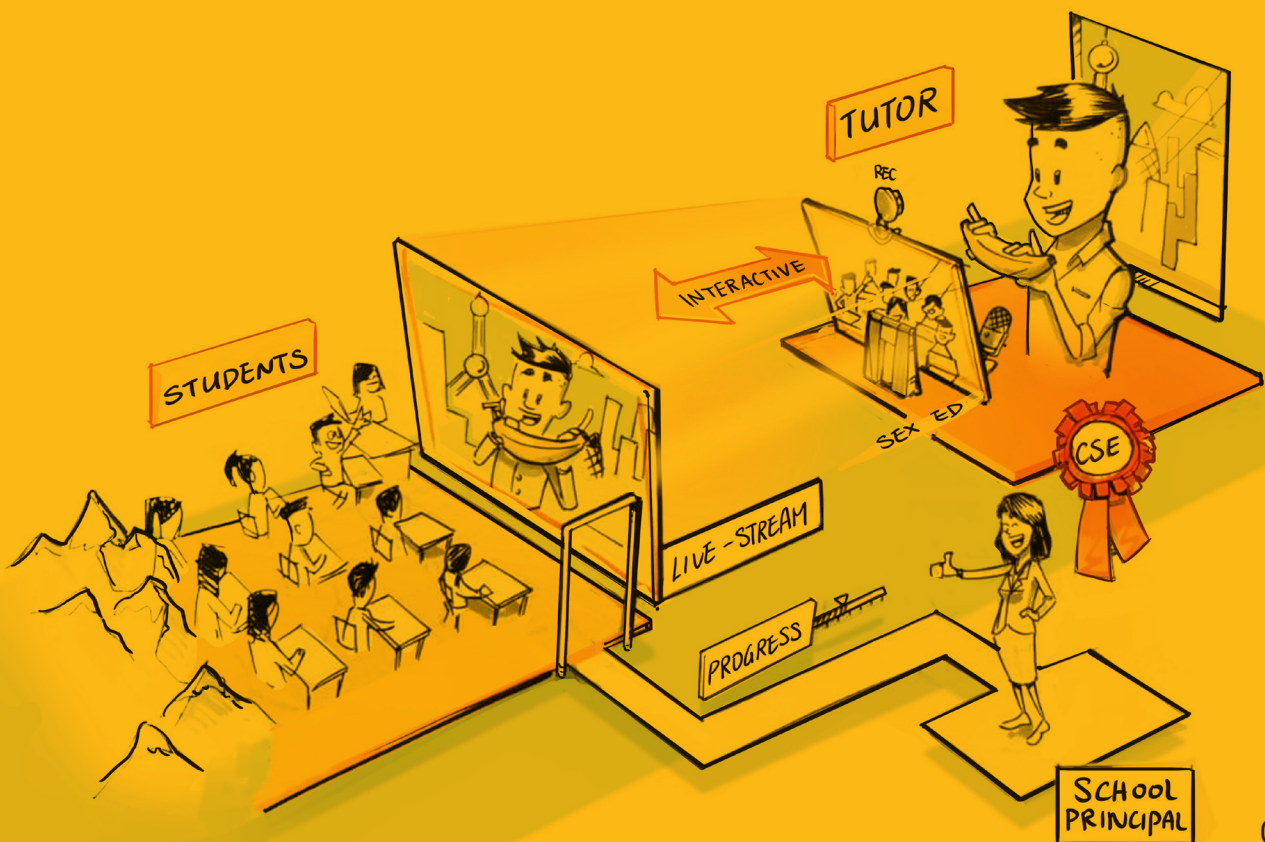 TUTOR
REC
INTERACTIVE
STUDENTS
SEX ED
CSE
LIVE-STREAM
PROGRESS
SCHOOL
PRINCIPAL